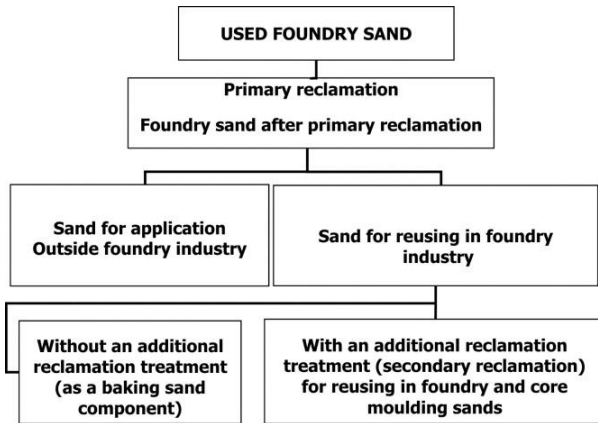 USED FOUNDRY SAND
Primary reclamation
Foundry sand after primary reclamation
Sand for application
Outside foundry industry
Sand for reusing in foundry
industry
Without an additional
reclamation treatment
(as a baking sand
component)
With an additional reclamation
treatment (secondary reclamation)
for reusing in foundry and core
moulding sands